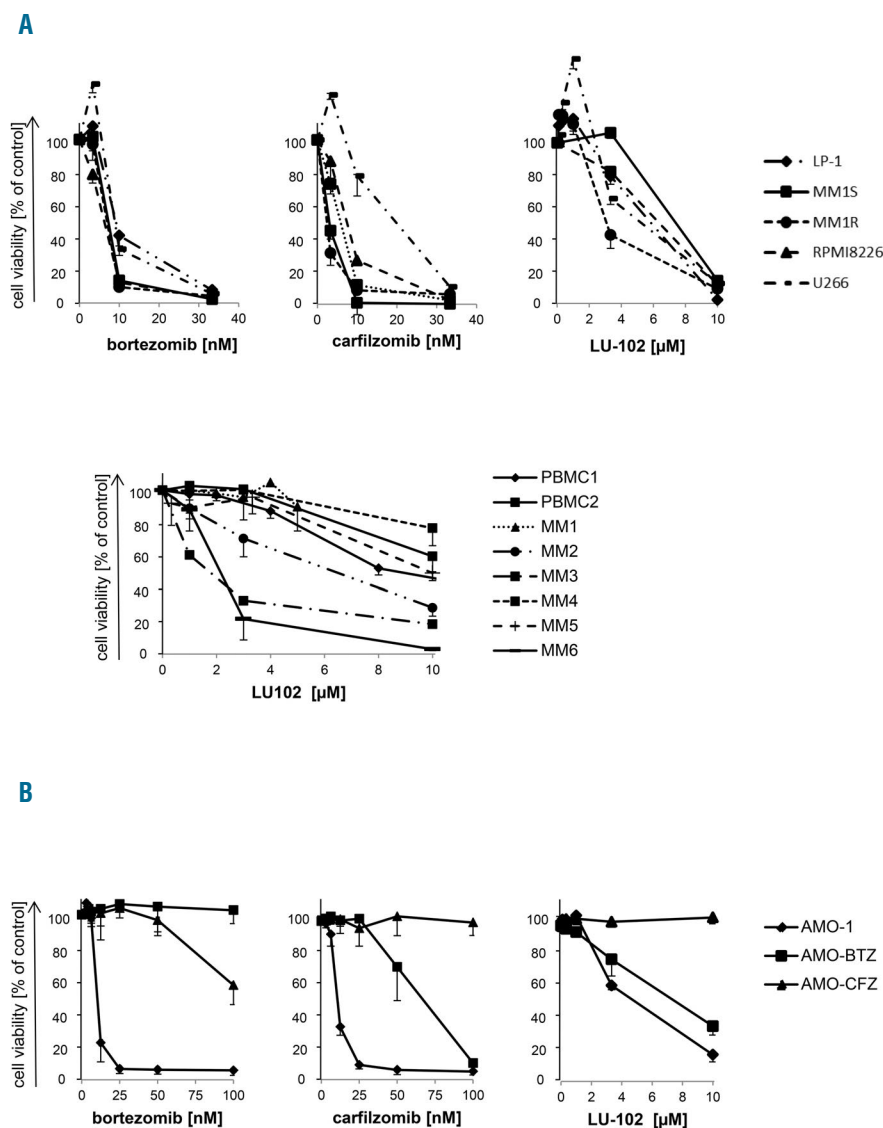 A
cell viability [% of control]
100
80
60
40
20
0
0 10 20 30 40
bortezomib [nM]
100
80
60
40
20
0
0 10 20 30 40
carfilzomib [nM]
100
80
60
40
20
0
0 2 4 6 8 10
LU-102 [µM]
LP-1
MM1S
MM1R
RPMI8226
U266
cell viability [% of control]
100
80
60
40
20
0
0 2 4 6 8 10
LU102 [µM]
PBMC1
PBMC2
MM1
MM2
MM3
MM4
MM5
MM6
B
cell viability [% of control]
100
80
60
40
20
0
0 25 50 75 100
bortezomib [nM]
100
80
60
40
20
0
0 25 50 75 100
carfilzomib [nM]
100
80
60
40
20
0
0 2 4 6 8 10
LU-102 [µM]
AMO-1
AMO-BTZ
AMO-CFZ